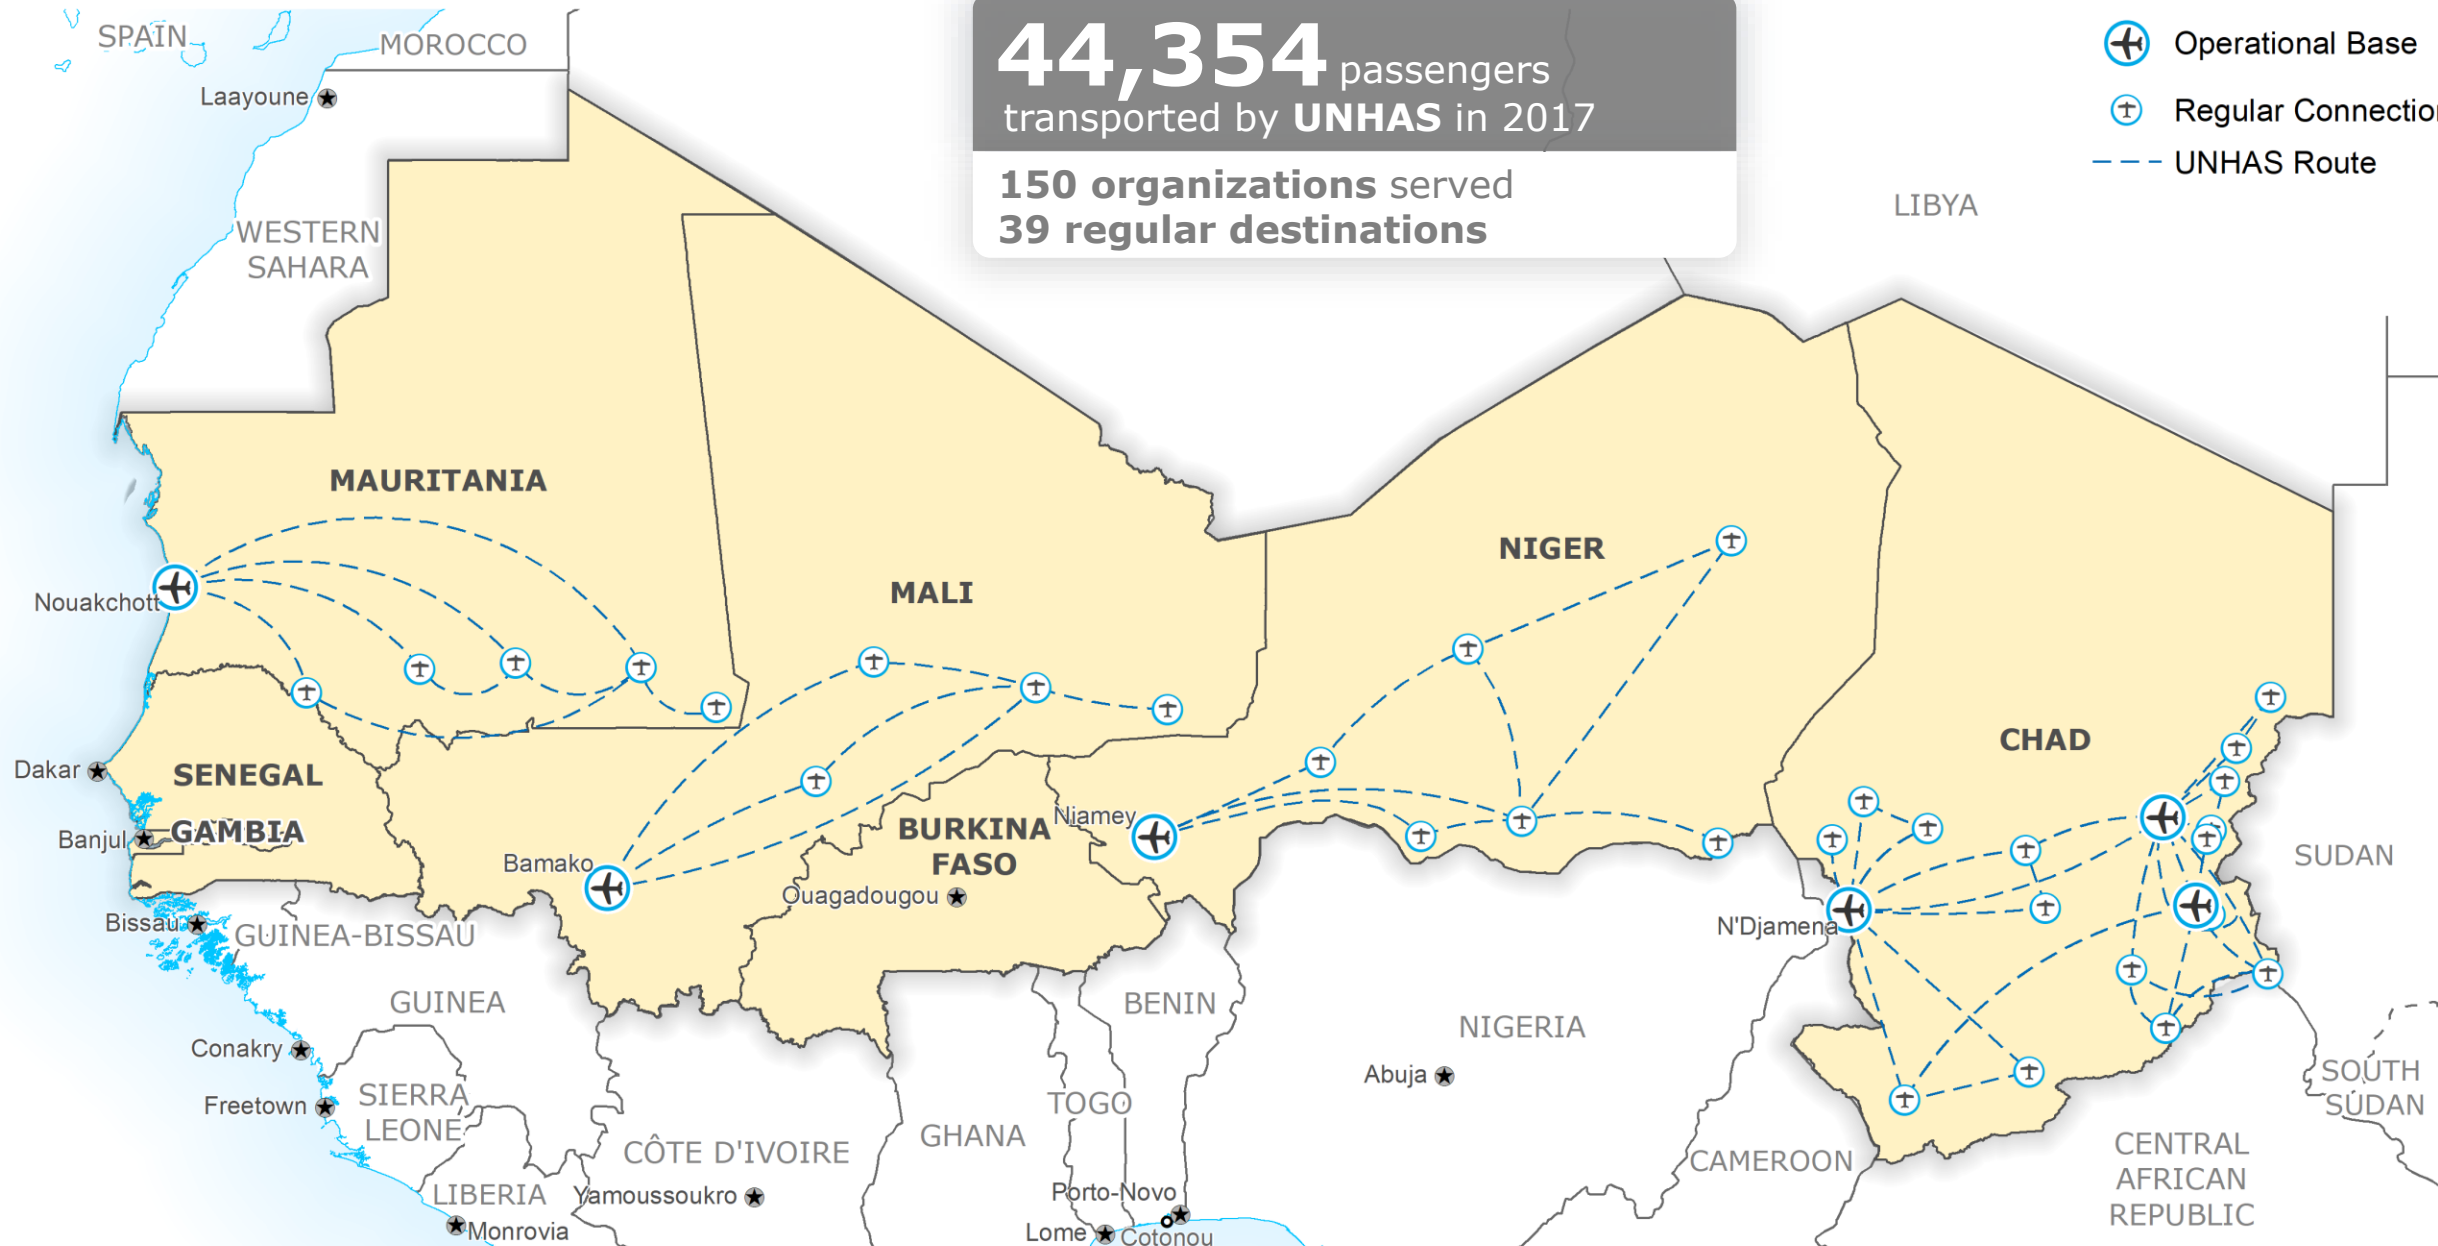 SPAIN
MOROCCO
Laayoune
WESTERN
SAHARA
44,354 passengers
transported by UNHAS in 2017
150 organizations served
39 regular destinations
Operational Base
Regular Connection
UNHAS Route
LIBYA
MAURITANIA
Nouakchott
MALI
NIGER
CHAD
Dakar
SENEGAL
Banjul
GAMBIA
Bamako
BURKINA
FASO
Niamey
Ouagadougou
N'Djamena
SUDAN
Bissau
GUINEA-BISSAU
GUINEA
BENIN
NIGERIA
Conakry
SIERRA
LEONE
Freetown
TOGO
Abuja
SOUTH
SUDAN
CÔTE D'IVOIRE
GHANA
CAMEROON
CENTRAL
AFRICAN
REPUBLIC
LIBERIA
Yamoussoukro
Porto-Novo
Monrovia
Lome
Cotonou